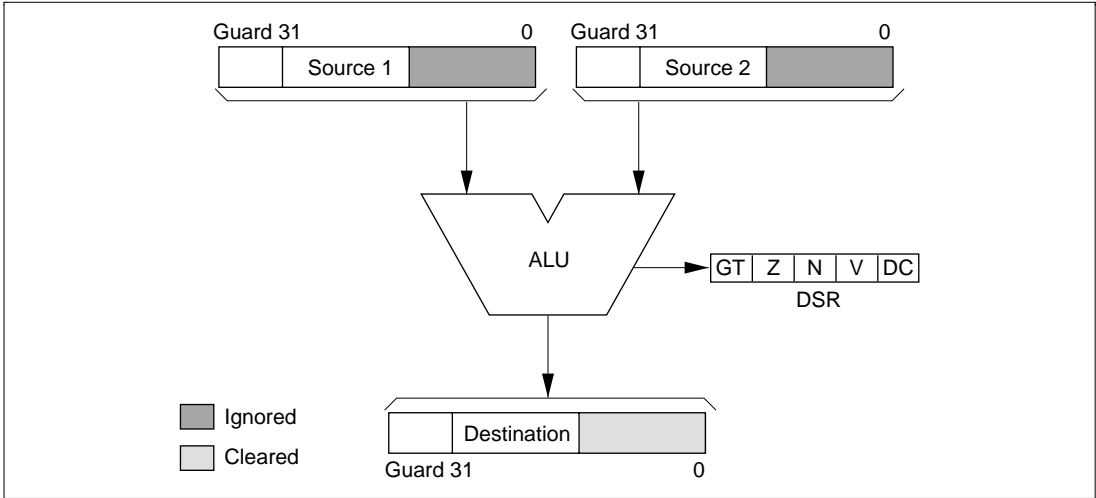 Guard 31 0
Source 1
Guard 31 0
Source 2
ALU
GT Z N V DC
DSR
Ignored
Cleared
Destination
Guard 31 0